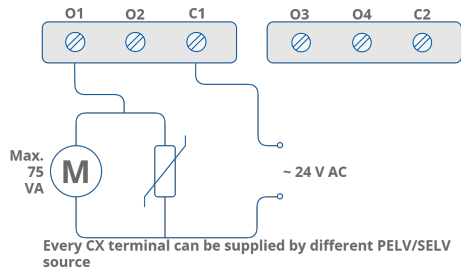 O1 O2 C1 O3 O4 C2
Max.
75
VA
M
~ 24 V AC
Every CX terminal can be supplied by different PELV/SELV
source